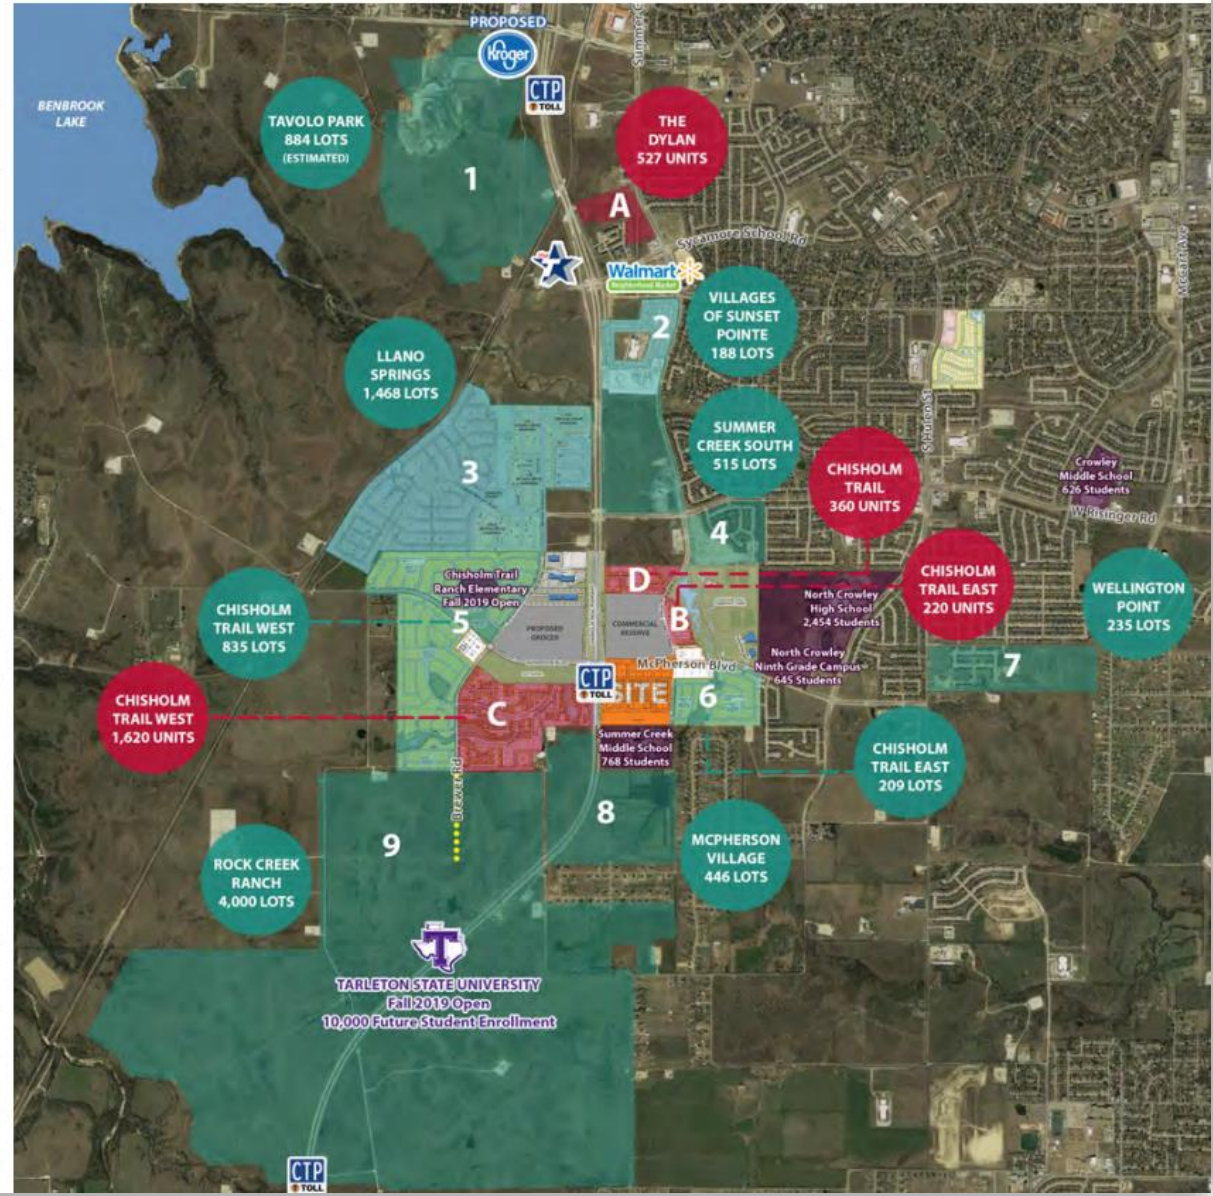 PROPOSED
Kroger
CTP
TOLL
BENBROOK
LAKE
TAVOLO PARK
884 LOTS
(ESTIMATED)
THE
DYLAN
527 UNITS
1
A
Sycamore School Rd
McCart Ave
T
Walmart
Neighborhood Market
VILLAGES
OF SUNSET
POINTE
188 LOTS
2
LLANO
SPRINGS
1,468 LOTS
SUMMER
CREEK SOUTH
515 LOTS
S Hulen St
3
CHISHOLM
TRAIL
360 UNITS
Crowley
Middle School
626 Students
W Risinger Rd
4
Chisholm Trail
Ranch Elementary
Fall 2019 Open
D
CHISHOLM
TRAIL EAST
220 UNITS
WELLINGTON
POINT
235 LOTS
CHISHOLM
TRAIL WEST
835 LOTS
5
PROPOSED
GROCER
COMMERCIAL
RESERVE
B
North Crowley
High School
2,454 Students
North Crowley
Ninth Grade Campus
645 Students
7
McPherson Blvd
CTP
TOLL
SITE
6
CHISHOLM
TRAIL WEST
1,620 UNITS
C
Summer Creek
Middle School
768 Students
CHISHOLM
TRAIL EAST
209 LOTS
Brewer Rd
8
9
MCPHERSON
VILLAGE
446 LOTS
ROCK CREEK
RANCH
4,000 LOTS
T
TARLETON STATE UNIVERSITY
Fall 2019 Open
10,000 Future Student Enrollment
CTP
TOLL